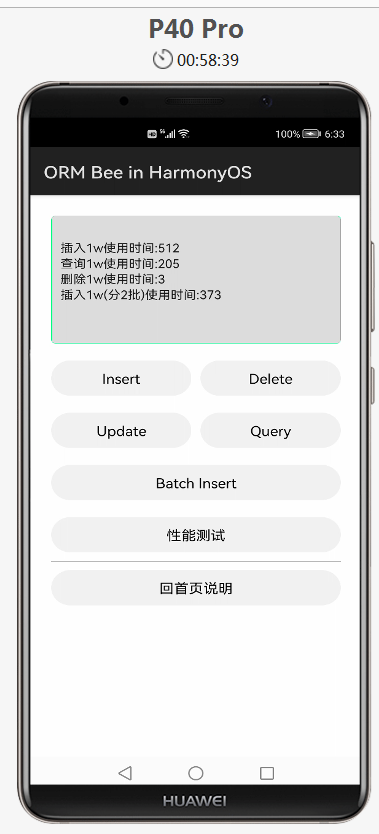 P40 Pro
00:58:39
HD 5G 100% 6:33
ORM Bee in HarmonyOS
插入1w使用时间:512
查询1w使用时间:205
删除1w使用时间:3
插入1w(分2批)使用时间:373
Insert Delete
Update Query
Batch Insert
性能测试
回首页说明
HUAWEI